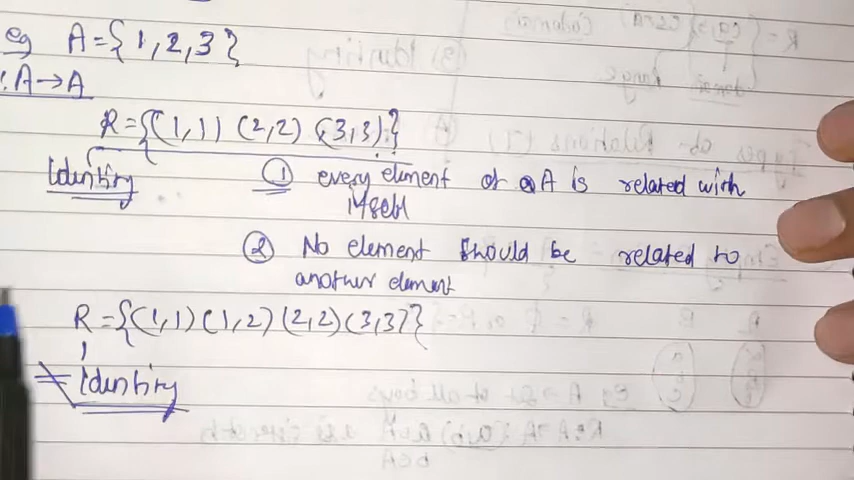 eg A={1,2,3}
: A→A
R={(1,1) (2,2) (3,3)}
Identity ① every element of A is related with
itself
② No element should be related to
another element
R={(1,1)(1,2)(2,2)(3,3)}
≠ Identity